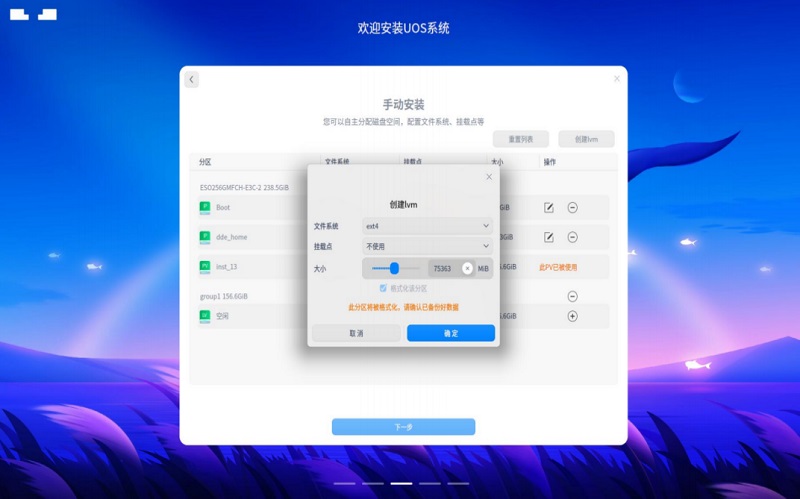 欢迎安装UOS系统
手动安装
您可以自主分配磁盘空间，配置文件系统、挂载点等
重置列表 创建lvm
分区 文件系统 挂载点 大小 操作
ESO256GMFCH-E3C-2 238.5GiB
Boot GiB
dde_home GiB
Inst_13 .6GiB 此PV已被使用
group1 156.6GiB
空闲 .6GiB
创建lvm
文件系统 ext4
挂载点 不使用
大小 75363 MiB
格式化该分区
此分区将被格式化，请确认已备份好数据
取消 确定
下一步